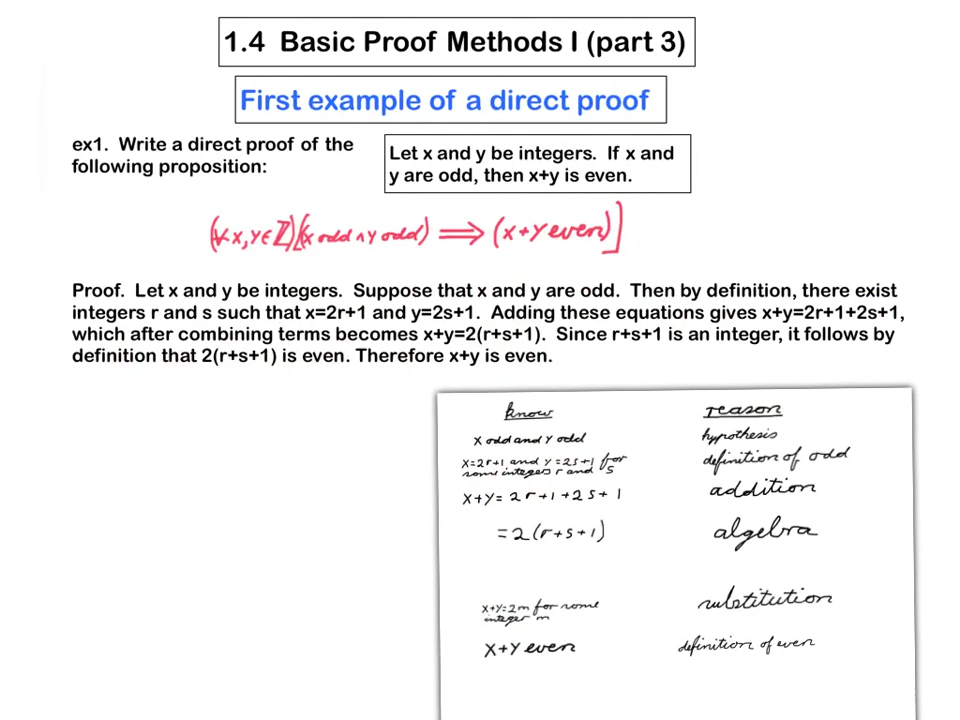 1.4 Basic Proof Methods I (part 3)
First example of a direct proof
ex1. Write a direct proof of the
following proposition:
Let x and y be integers. If x and
y are odd, then x+y is even.
(∀x,y∈ℤ)[(x odd ∧ y odd) ⟹ (x+y even)]
Proof. Let x and y be integers. Suppose that x and y are odd. Then by definition, there exist
integers r and s such that x=2r+1 and y=2s+1. Adding these equations gives x+y=2r+1+2s+1,
which after combining terms becomes x+y=2(r+s+1). Since r+s+1 is an integer, it follows by
definition that 2(r+s+1) is even. Therefore x+y is even.
know reason
x odd and y odd hypothesis
x=2r+1 and y=2s+1 for definition of odd
some integers r and s
x+y= 2r+1+2s+1 addition
=2(r+s+1) algebra
x+y=2m for some substitution
integer m
x+y even definition of even